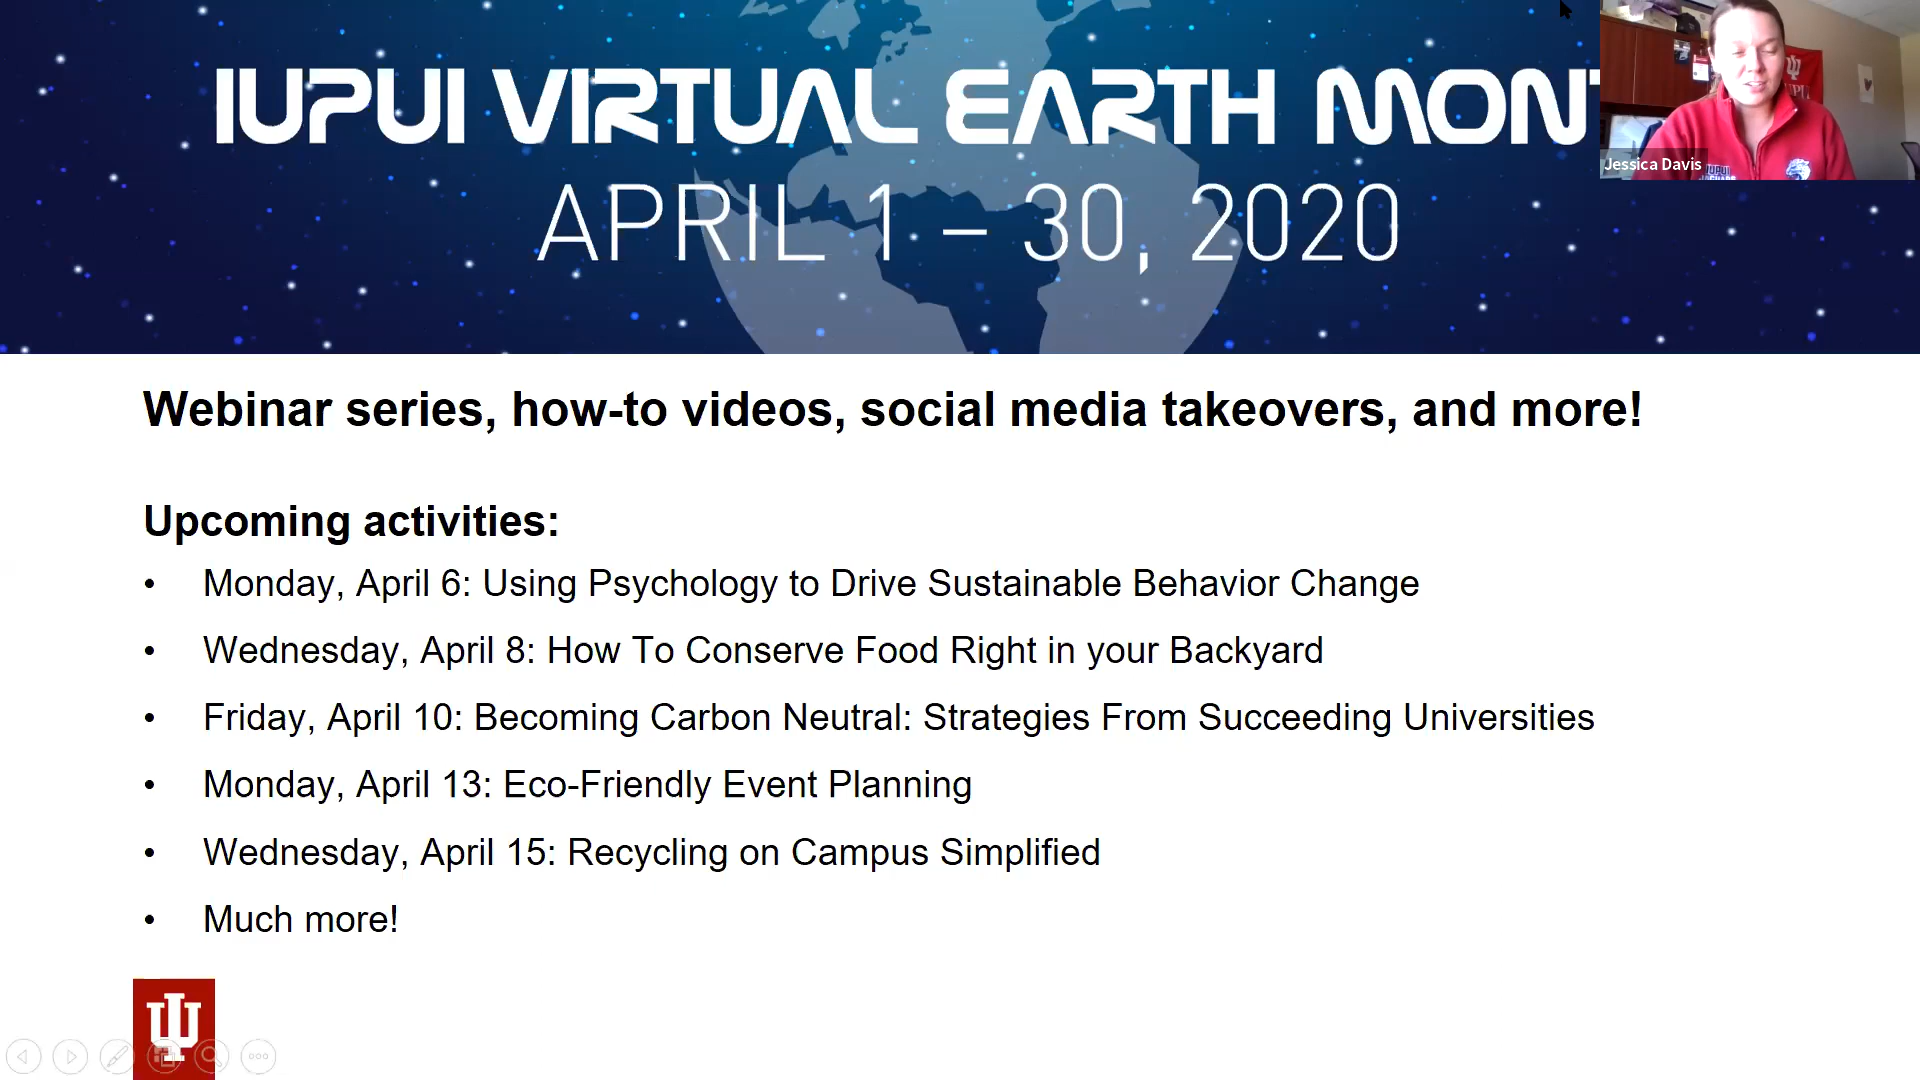 IUPUI VIRTUAL EARTH MONT
APRIL 1 – 30, 2020
Jessica Davis
IUPUI
Webinar series, how-to videos, social media takeovers, and more!
Upcoming activities:
• Monday, April 6: Using Psychology to Drive Sustainable Behavior Change
• Wednesday, April 8: How To Conserve Food Right in your Backyard
• Friday, April 10: Becoming Carbon Neutral: Strategies From Succeeding Universities
• Monday, April 13: Eco-Friendly Event Planning
• Wednesday, April 15: Recycling on Campus Simplified
• Much more!